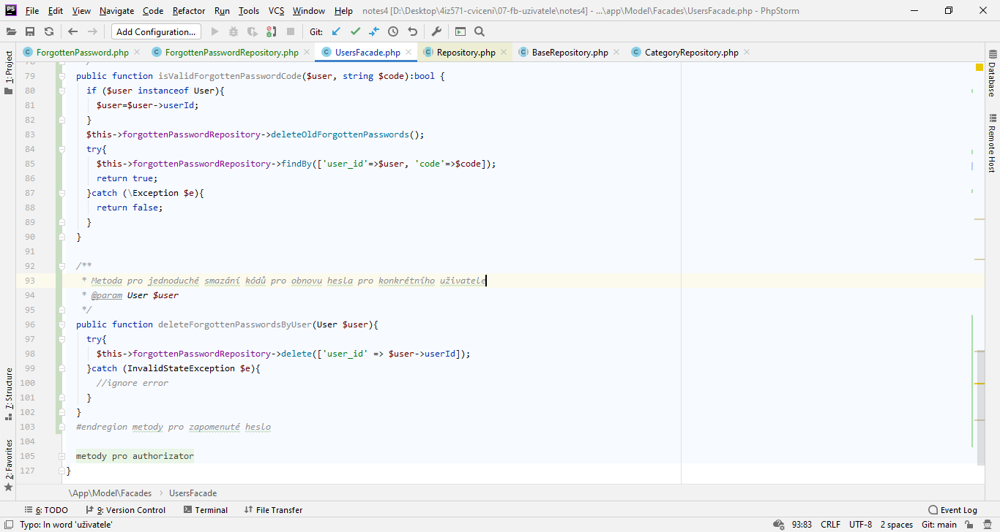 PS File Edit View Navigate Code Refactor Run Tools VCS Window Help notes4 [D:\Desktop\4iz571-cviceni\07-fb-uzivatele\notes4] - ...\app\Model\Facades\UsersFacade.php - PhpStorm
Add Configuration... Git:
ForgottenPassword.php ForgottenPasswordRepository.php UsersFacade.php Repository.php BaseRepository.php CategoryRepository.php
1: Project
7: Structure
2: Favorites
Database
Remote Host
78 */
79 public function isValidForgottenPasswordCode($user, string $code):bool {
80 if ($user instanceof User){
81 $user=$user->userId;
82 }
83 $this->forgottenPasswordRepository->deleteOldForgottenPasswords();
84 try{
85 $this->forgottenPasswordRepository->findBy(['user_id'=>$user, 'code'=>$code]);
86 return true;
87 }catch (\Exception $e){
88 return false;
89 }
90 }
91
92 /**
93 * Metoda pro jednoduché smazání kódů pro obnovu hesla pro konkrétního uživatele
94 * @param User $user
95 */
96 public function deleteForgottenPasswordsByUser(User $user){
97 try{
98 $this->forgottenPasswordRepository->delete(['user_id' => $user->userId]);
99 }catch (InvalidStateException $e){
100 //ignore error
101 }
102 }
103 #endregion metody pro zapomenuté heslo
104
105 metody pro authorizator
127 }
\App\Model\Facades › UsersFacade
6: TODO 9: Version Control Terminal File Transfer Event Log
Typo: In word 'uživatele' 93:83 CRLF UTF-8 2 spaces Git: main